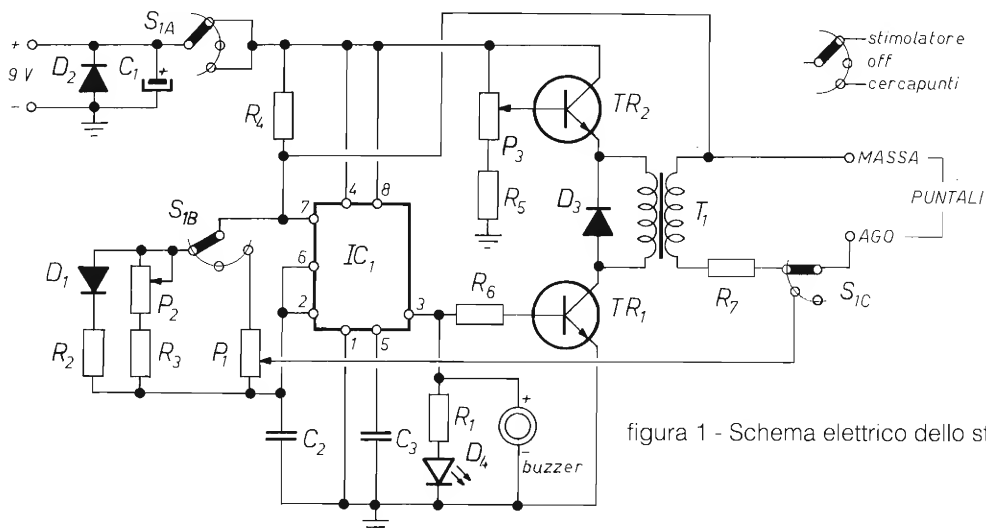 S1A
+
9 V
-
D2
C1
+
R4
P3
R5
TR2
D3
T1
stimolatore
off
cercapunti
MASSA
PUNTALI
AGO
S1B
7
4
8
6
2
IC1
3
1
5
D1
P2
R2
R3
P1
R6
TR1
R7
S1C
C2
C3
R1
D4
+
-
buzzer
figura 1 - Schema elettrico dello st